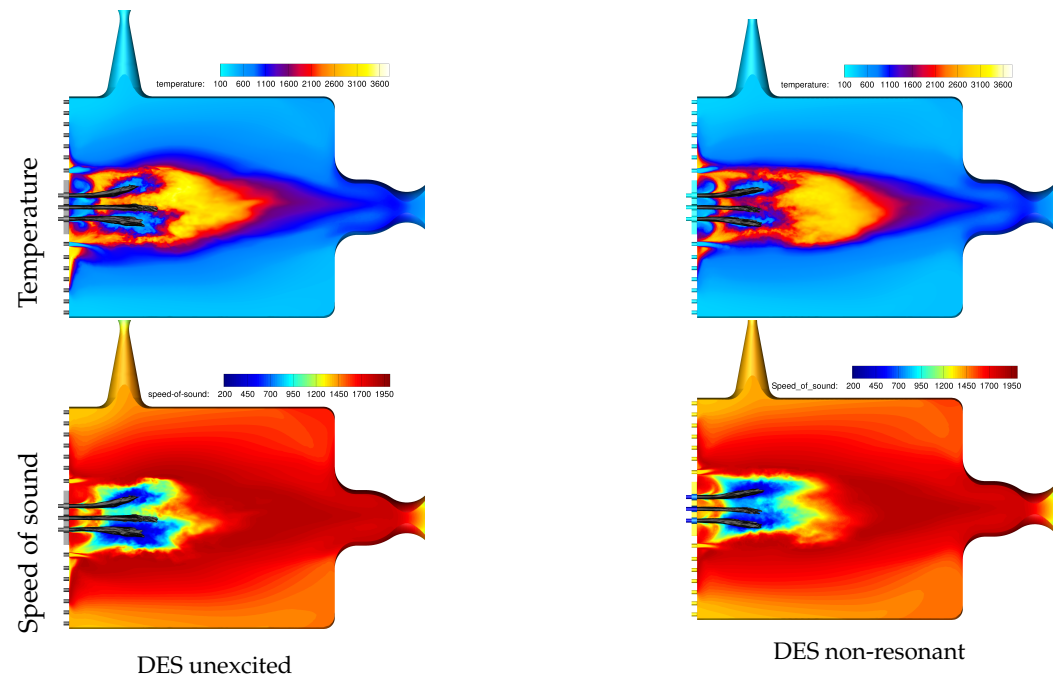 temperature:
100 600 1100 1600 2100 2600 3100 3600
temperature:
100 600 1100 1600 2100 2600 3100 3600
Temperature
speed-of-sound:
200 450 700 950 1200 1450 1700 1950
Speed_of_sound:
200 450 700 950 1200 1450 1700 1950
Speed of sound
DES unexcited
DES non-resonant